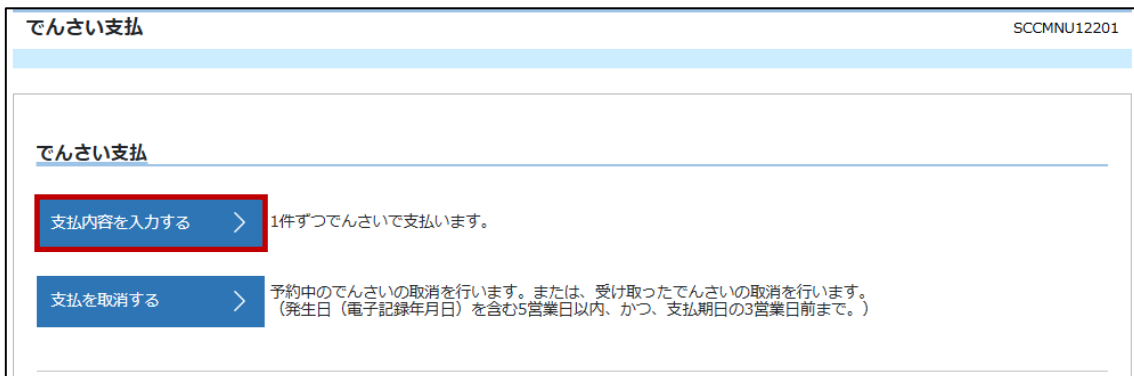 でんさい支払
SCCMNU12201
でんさい支払
支払内容を入力する
1件ずつでんさいで支払います。
支払を取消する
予約中のでんさいの取消を行います。または、受け取ったでんさいの取消を行います。
（発生日（電子記録年月日）を含む5営業日以内、かつ、支払期日の3営業日前まで。）